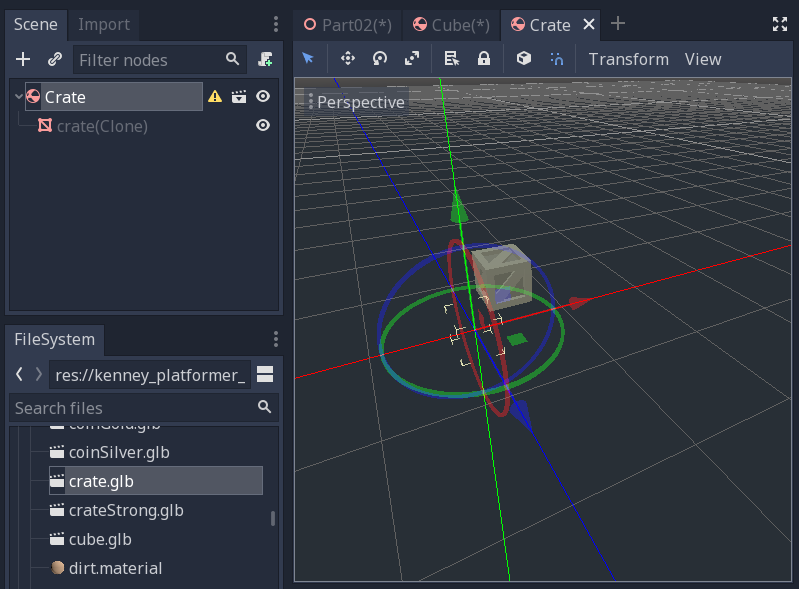 Scene Import
Filter nodes
Crate
crate(Clone)
FileSystem
res://kenney_platformer_
Search files
coinGold.glb
coinSilver.glb
crate.glb
crateStrong.glb
cube.glb
dirt.material
Part02(*) Cube(*) Crate
Transform View
Perspective